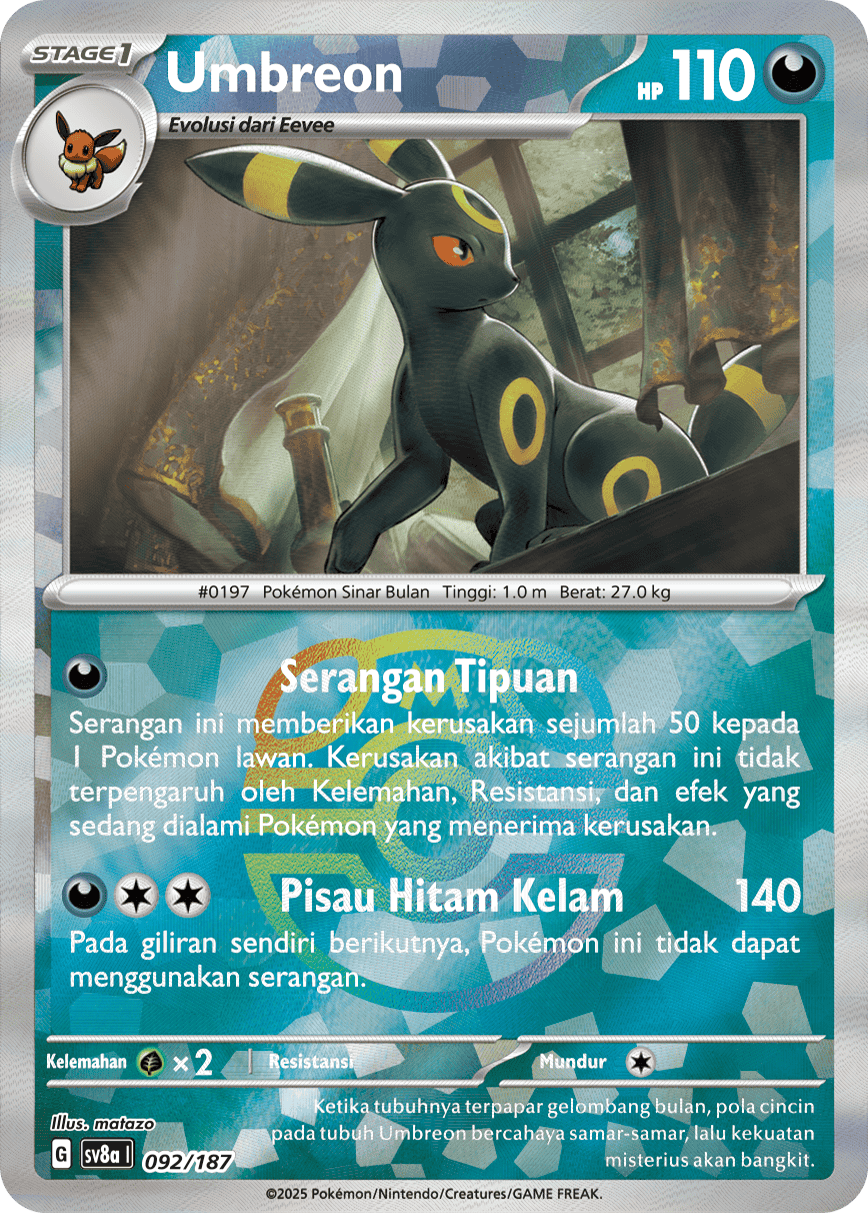 STAGE1
Umbreon
HP 110
Evolusi dari Eevee
#0197 Pokémon Sinar Bulan Tinggi: 1.0 m Berat: 27.0 kg
Serangan Tipuan
Serangan ini memberikan kerusakan sejumlah 50 kepada
1 Pokémon lawan. Kerusakan akibat serangan ini tidak
terpengaruh oleh Kelemahan, Resistansi, dan efek yang
sedang dialami Pokémon yang menerima kerusakan.
Pisau Hitam Kelam 140
Pada giliran sendiri berikutnya, Pokémon ini tidak dapat
menggunakan serangan.
Kelemahan ×2 Resistansi Mundur
Ketika tubuhnya terpapar gelombang bulan, pola cincin
pada tubuh Umbreon bercahaya samar-samar, lalu kekuatan
misterius akan bangkit.
Illus. matazo
G sv8a I 092/187
©2025 Pokémon/Nintendo/Creatures/GAME FREAK.